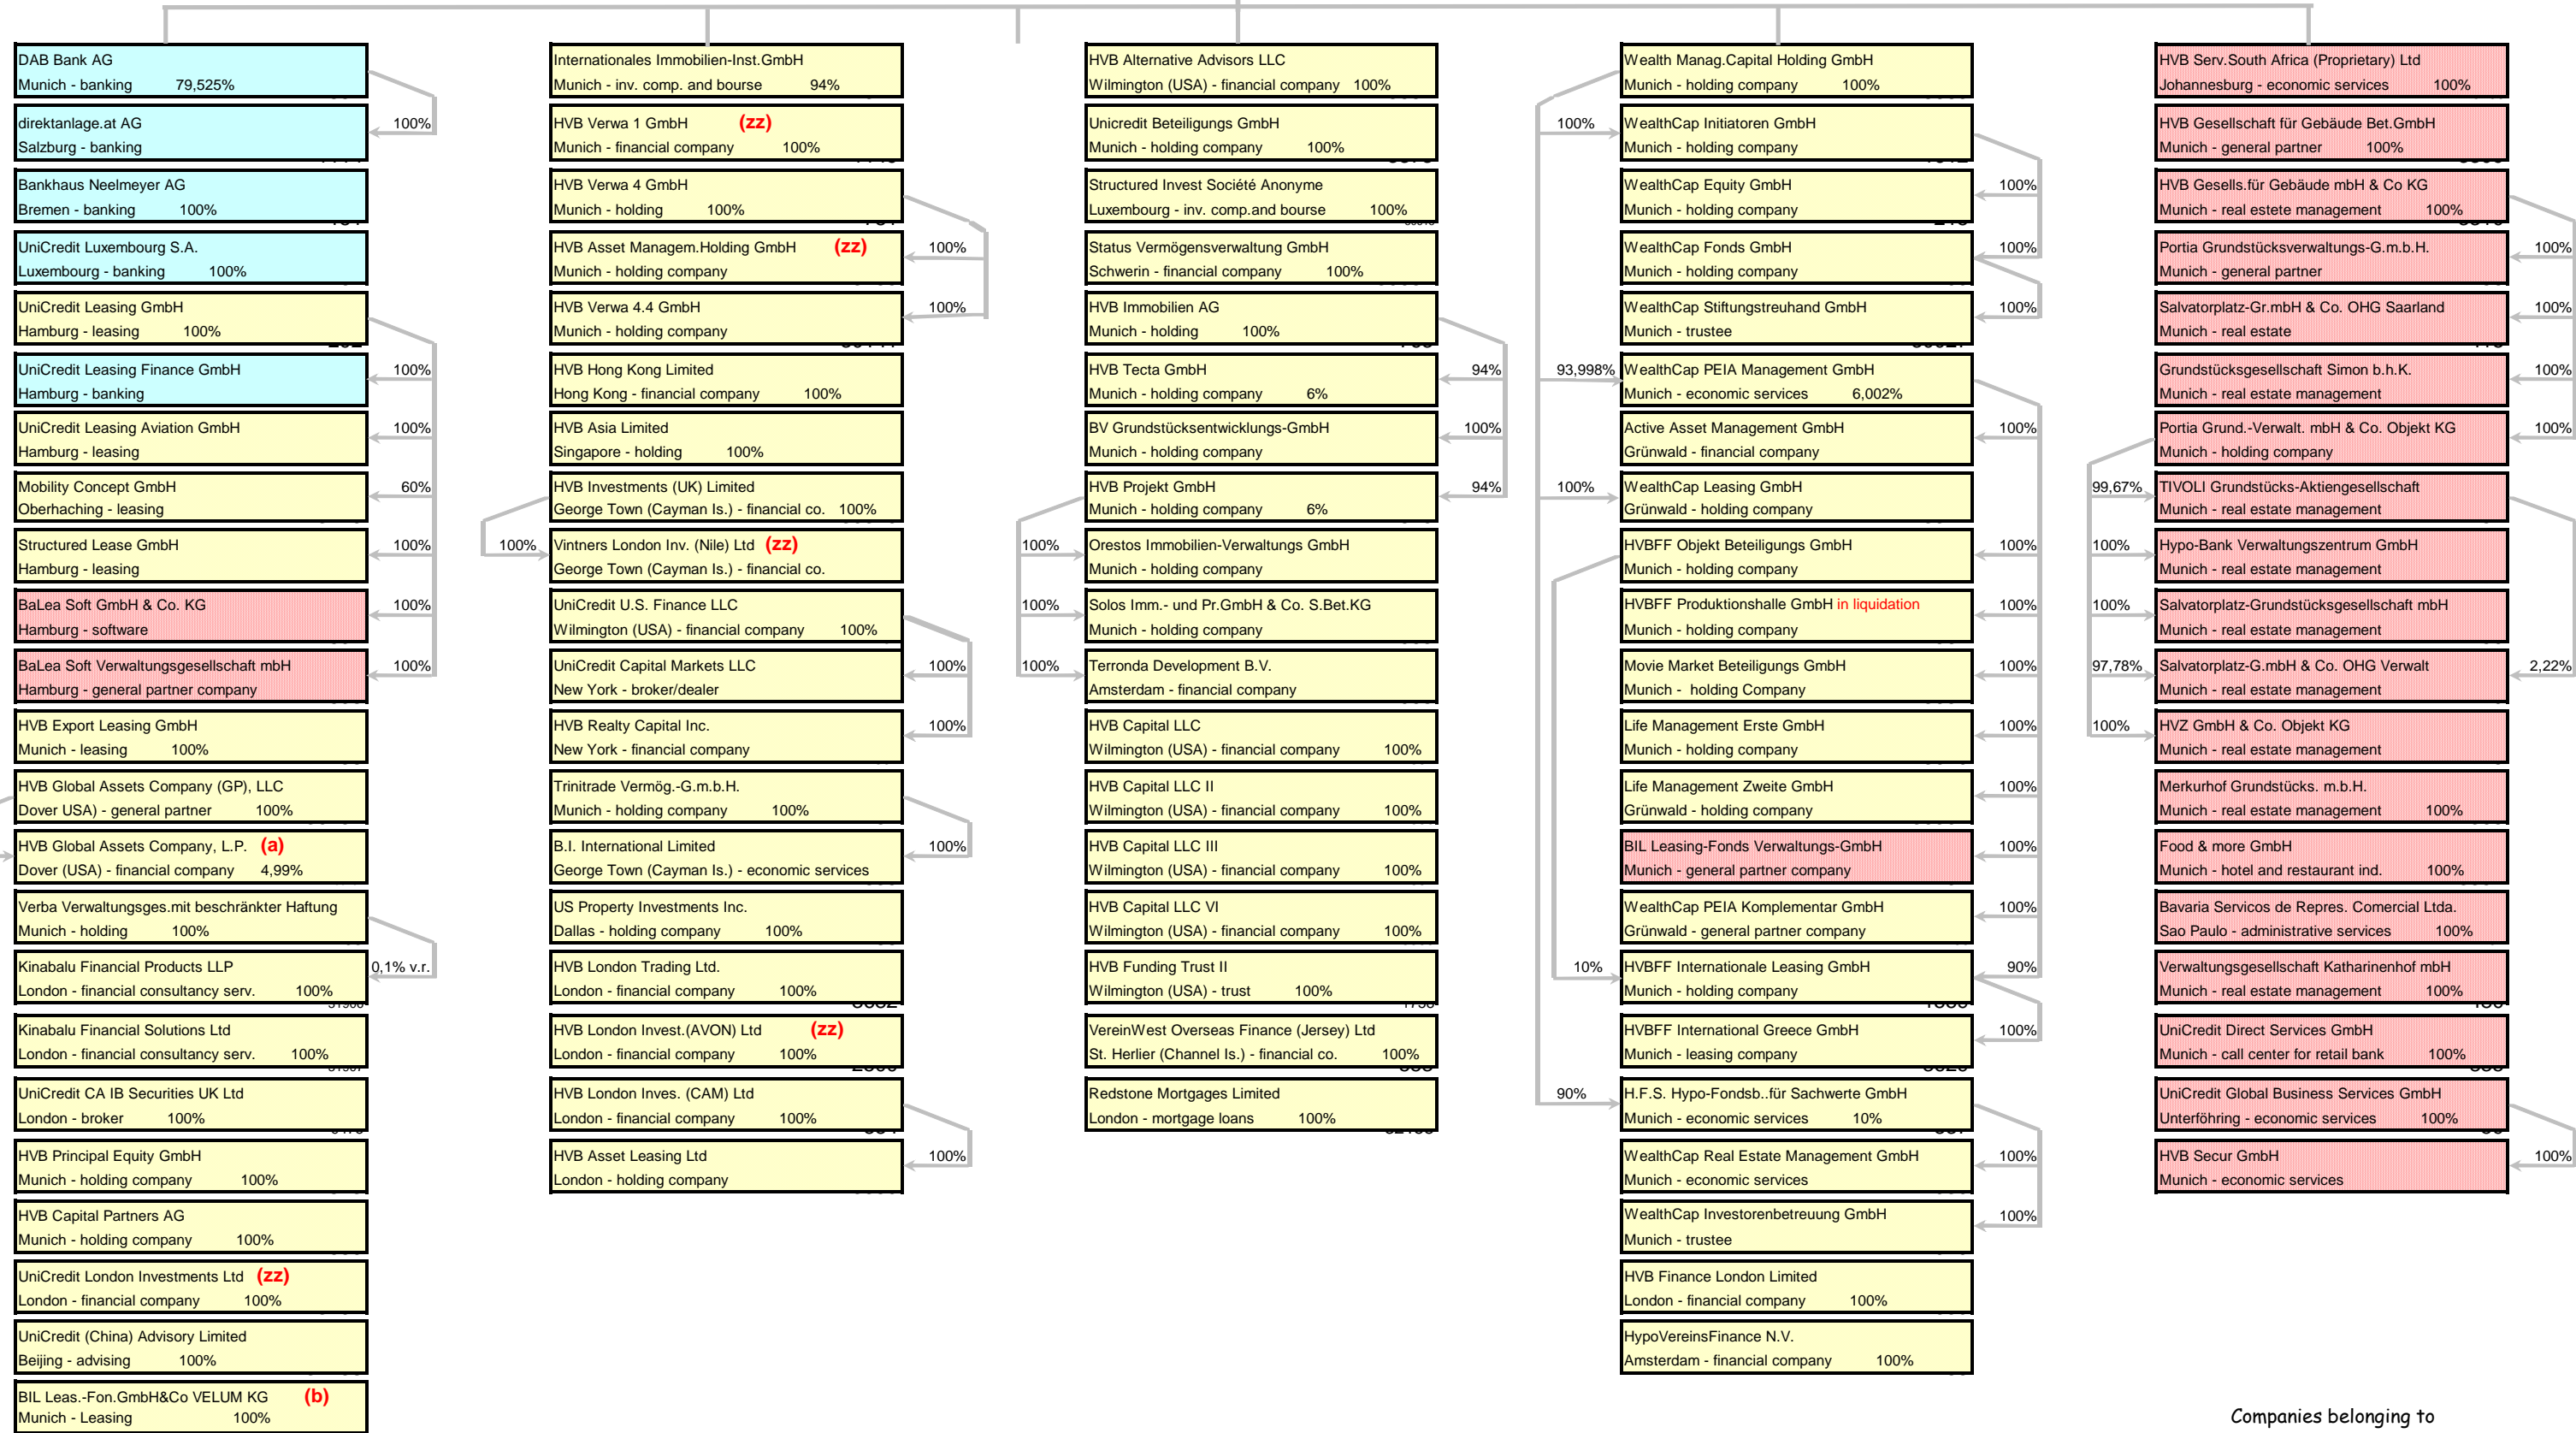 DAB Bank AG
Munich - banking 79,525%
direktanlage.at AG
Salzburg - banking
100%
Bankhaus Neelmeyer AG
Bremen - banking 100%
UniCredit Luxembourg S.A.
Luxembourg - banking 100%
UniCredit Leasing GmbH
Hamburg - leasing 100%
UniCredit Leasing Finance GmbH
Hamburg - banking
100%
UniCredit Leasing Aviation GmbH
Hamburg - leasing
100%
Mobility Concept GmbH
Oberhaching - leasing
60%
Structured Lease GmbH
Hamburg - leasing
100%
BaLea Soft GmbH & Co. KG
Hamburg - software
100%
BaLea Soft Verwaltungsgesellschaft mbH
Hamburg - general partner company
100%
HVB Export Leasing GmbH
Munich - leasing 100%
HVB Global Assets Company (GP), LLC
Dover USA) - general partner 100%
HVB Global Assets Company, L.P. (a)
Dover (USA) - financial company 4,99%
Verba Verwaltungsges.mit beschränkter Haftung
Munich - holding 100%
Kinabalu Financial Products LLP
London - financial consultancy serv. 100%
0,1% v.r.
Kinabalu Financial Solutions Ltd
London - financial consultancy serv. 100%
UniCredit CA IB Securities UK Ltd
London - broker 100%
HVB Principal Equity GmbH
Munich - holding company 100%
HVB Capital Partners AG
Munich - holding company 100%
UniCredit London Investments Ltd (zz)
London - financial company 100%
UniCredit (China) Advisory Limited
Beijing - advising 100%
BIL Leas.-Fon.GmbH&Co VELUM KG (b)
Munich - Leasing 100%
Internationales Immobilien-Inst.GmbH
Munich - inv. comp. and bourse 94%
HVB Verwa 1 GmbH (zz)
Munich - financial company 100%
HVB Verwa 4 GmbH
Munich - holding 100%
HVB Asset Managem.Holding GmbH (zz)
Munich - holding company
100%
HVB Verwa 4.4 GmbH
Munich - holding company
100%
HVB Hong Kong Limited
Hong Kong - financial company 100%
HVB Asia Limited
Singapore - holding 100%
HVB Investments (UK) Limited
George Town (Cayman Is.) - financial co. 100%
100%
Vintners London Inv. (Nile) Ltd (zz)
George Town (Cayman Is.) - financial co.
UniCredit U.S. Finance LLC
Wilmington (USA) - financial company 100%
UniCredit Capital Markets LLC
New York - broker/dealer
100%
HVB Realty Capital Inc.
New York - financial company
100%
Trinitrade Vermög.-G.m.b.H.
Munich - holding company 100%
B.I. International Limited
George Town (Cayman Is.) - economic services
100%
US Property Investments Inc.
Dallas - holding company 100%
HVB London Trading Ltd.
London - financial company 100%
HVB London Invest.(AVON) Ltd (zz)
London - financial company 100%
HVB London Inves. (CAM) Ltd
London - financial company 100%
HVB Asset Leasing Ltd
London - holding company
100%
HVB Alternative Advisors LLC
Wilmington (USA) - financial company 100%
Unicredit Beteiligungs GmbH
Munich - holding company 100%
Structured Invest Société Anonyme
Luxembourg - inv. comp.and bourse 100%
Status Vermögensverwaltung GmbH
Schwerin - financial company 100%
HVB Immobilien AG
Munich - holding 100%
HVB Tecta GmbH
Munich - holding company 6%
94%
BV Grundstücksentwicklungs-GmbH
Munich - holding company
100%
HVB Projekt GmbH
Munich - holding company 6%
94%
100%
Orestos Immobilien-Verwaltungs GmbH
Munich - holding company
100%
Solos Imm.- und Pr.GmbH & Co. S.Bet.KG
Munich - holding company
100%
Terronda Development B.V.
Amsterdam - financial company
HVB Capital LLC
Wilmington (USA) - financial company 100%
HVB Capital LLC II
Wilmington (USA) - financial company 100%
HVB Capital LLC III
Wilmington (USA) - financial company 100%
HVB Capital LLC VI
Wilmington (USA) - financial company 100%
HVB Funding Trust II
Wilmington (USA) - trust 100%
VereinWest Overseas Finance (Jersey) Ltd
St. Herlier (Channel Is.) - financial co. 100%
Redstone Mortgages Limited
London - mortgage loans 100%
Wealth Manag.Capital Holding GmbH
Munich - holding company 100%
100%
WealthCap Initiatoren GmbH
Munich - holding company
WealthCap Equity GmbH
Munich - holding company
100%
WealthCap Fonds GmbH
Munich - holding company
100%
WealthCap Stiftungstreuhand GmbH
Munich - trustee
100%
93,998%
WealthCap PEIA Management GmbH
Munich - economic services 6,002%
Active Asset Management GmbH
Grünwald - financial company
100%
100%
WealthCap Leasing GmbH
Grünwald - holding company
HVBFF Objekt Beteiligungs GmbH
Munich - holding company
100%
HVBFF Produktionshalle GmbH in liquidation
Munich - holding company
100%
Movie Market Beteiligungs GmbH
Munich - holding Company
100%
Life Management Erste GmbH
Munich - holding company
100%
Life Management Zweite GmbH
Grünwald - holding company
100%
BIL Leasing-Fonds Verwaltungs-GmbH
Munich - general partner company
100%
WealthCap PEIA Komplementar GmbH
Grünwald - general partner company
100%
10%
HVBFF Internationale Leasing GmbH
Munich - holding company
90%
HVBFF International Greece GmbH
Munich - leasing company
100%
90%
H.F.S. Hypo-Fondsb..für Sachwerte GmbH
Munich - economic services 10%
WealthCap Real Estate Management GmbH
Munich - economic services
100%
WealthCap Investorenbetreuung GmbH
Munich - trustee
100%
HVB Finance London Limited
London - financial company 100%
HypoVereinsFinance N.V.
Amsterdam - financial company 100%
HVB Serv.South Africa (Proprietary) Ltd
Johannesburg - economic services 100%
HVB Gesellschaft für Gebäude Bet.GmbH
Munich - general partner 100%
HVB Gesells.für Gebäude mbH & Co KG
Munich - real estete management 100%
Portia Grundstücksverwaltungs-G.m.b.H.
Munich - general partner
100%
Salvatorplatz-Gr.mbH & Co. OHG Saarland
Munich - real estate
100%
Grundstücksgesellschaft Simon b.h.K.
Munich - real estate management
100%
Portia Grund.-Verwalt. mbH & Co. Objekt KG
Munich - holding company
100%
99,67%
TIVOLI Grundstücks-Aktiengesellschaft
Munich - real estate management
100%
Hypo-Bank Verwaltungszentrum GmbH
Munich - real estate management
100%
Salvatorplatz-Grundstücksgesellschaft mbH
Munich - real estate management
97,78%
Salvatorplatz-G.mbH & Co. OHG Verwalt
Munich - real estate management
2,22%
100%
HVZ GmbH & Co. Objekt KG
Munich - real estate management
Merkurhof Grundstücks. m.b.H.
Munich - real estate management 100%
Food & more GmbH
Munich - hotel and restaurant ind. 100%
Bavaria Servicos de Repres. Comercial Ltda.
Sao Paulo - administrative services 100%
Verwaltungsgesellschaft Katharinenhof mbH
Munich - real estate management 100%
UniCredit Direct Services GmbH
Munich - call center for retail bank 100%
UniCredit Global Business Services GmbH
Unterföhring - economic services 100%
HVB Secur GmbH
Munich - economic services
100%
Companies belonging to